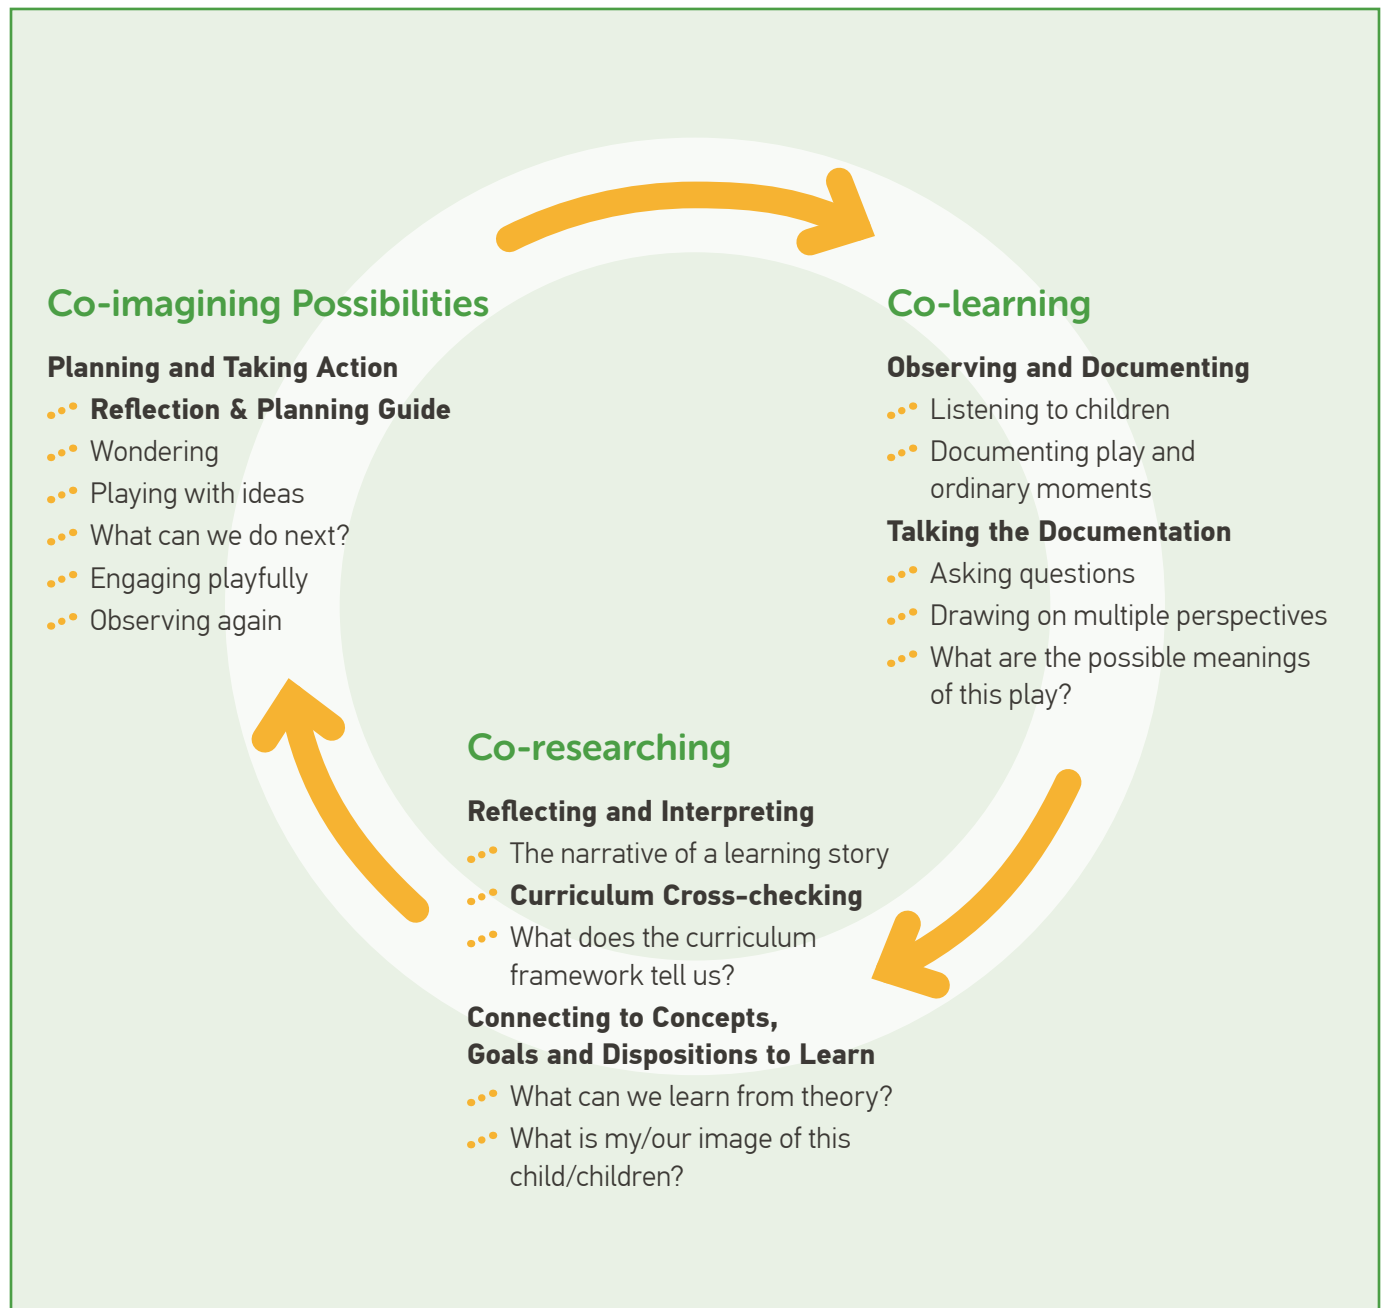 Co-imagining Possibilities
Planning and Taking Action
Reflection & Planning Guide
Wondering
Playing with ideas
What can we do next?
Engaging playfully
Observing again
Co-learning
Observing and Documenting
Listening to children
Documenting play and
ordinary moments
Talking the Documentation
Asking questions
Drawing on multiple perspectives
What are the possible meanings
of this play?
Co-researching
Reflecting and Interpreting
The narrative of a learning story
Curriculum Cross-checking
What does the curriculum
framework tell us?
Connecting to Concepts,
Goals and Dispositions to Learn
What can we learn from theory?
What is my/our image of this
child/children?